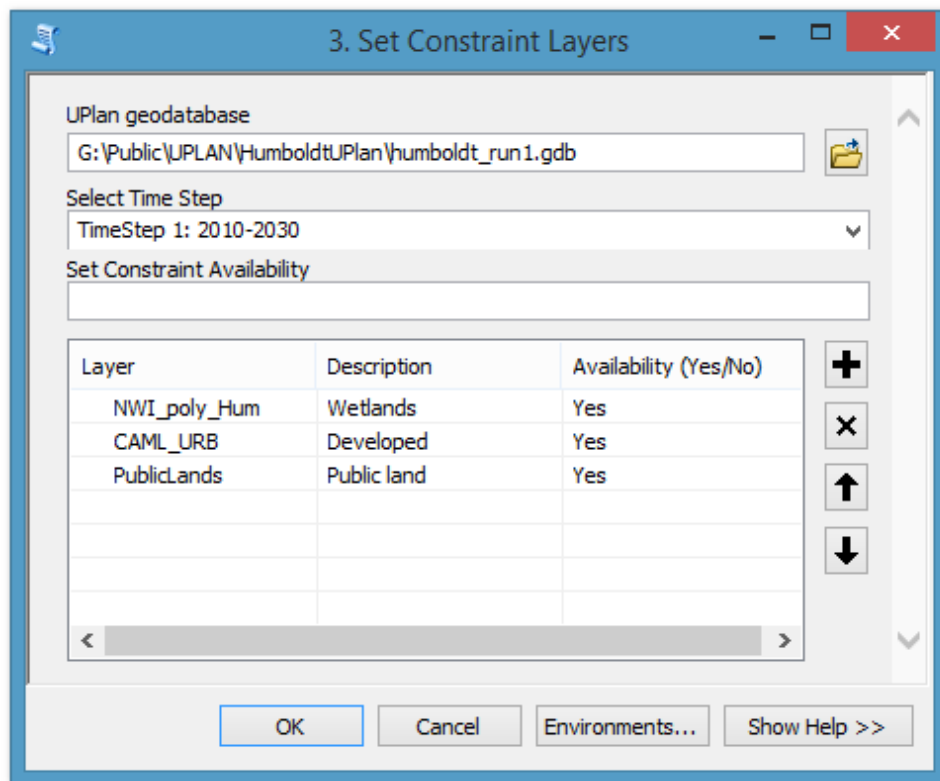 3. Set Constraint Layers
UPlan geodatabase
G:\Public\UPLAN\HumboldtUPlan\humboldt_run1.gdb
Select Time Step
TimeStep 1: 2010-2030
Set Constraint Availability
Layer Description Availability (Yes/No)
NWI_poly_Hum Wetlands Yes
CAML_URB Developed Yes
PublicLands Public land Yes
OK Cancel Environments... Show Help >>